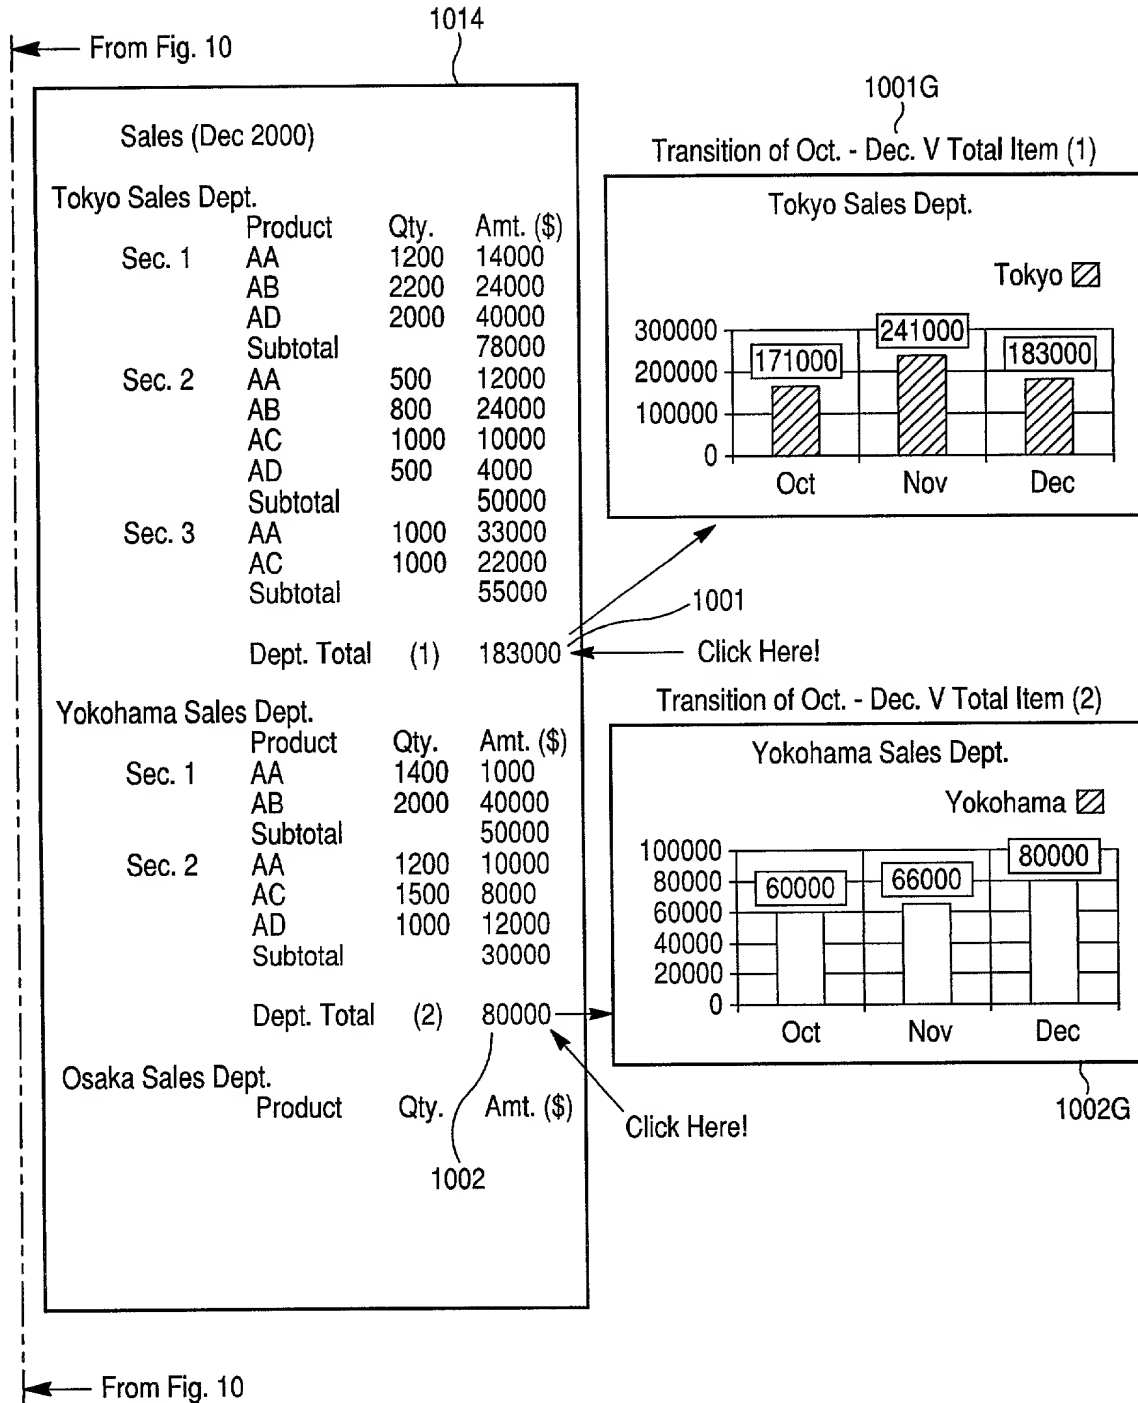 1014
From Fig. 10
Sales (Dec 2000)
Tokyo Sales Dept.
Product Qty. Amt. ($)
Sec. 1 AA 1200 14000
AB 2200 24000
AD 2000 40000
Subtotal 78000
Sec. 2 AA 500 12000
AB 800 24000
AC 1000 10000
AD 500 4000
Subtotal 50000
Sec. 3 AA 1000 33000
AC 1000 22000
Subtotal 55000
Dept. Total (1) 183000
Yokohama Sales Dept.
Product Qty. Amt. ($)
Sec. 1 AA 1400 1000
AB 2000 40000
Subtotal 50000
Sec. 2 AA 1200 10000
AC 1500 8000
AD 1000 12000
Subtotal 30000
Dept. Total (2) 80000
Osaka Sales Dept.
Product Qty. Amt. ($)
1002
1001G
Transition of Oct. - Dec. V Total Item (1)
Tokyo Sales Dept.
Tokyo
300000
200000
100000
0
171000 241000 183000
Oct Nov Dec
1001
Click Here!
Transition of Oct. - Dec. V Total Item (2)
Yokohama Sales Dept.
Yokohama
100000
80000
60000
40000
20000
0
60000 66000 80000
Oct Nov Dec
1002G
Click Here!
From Fig. 10